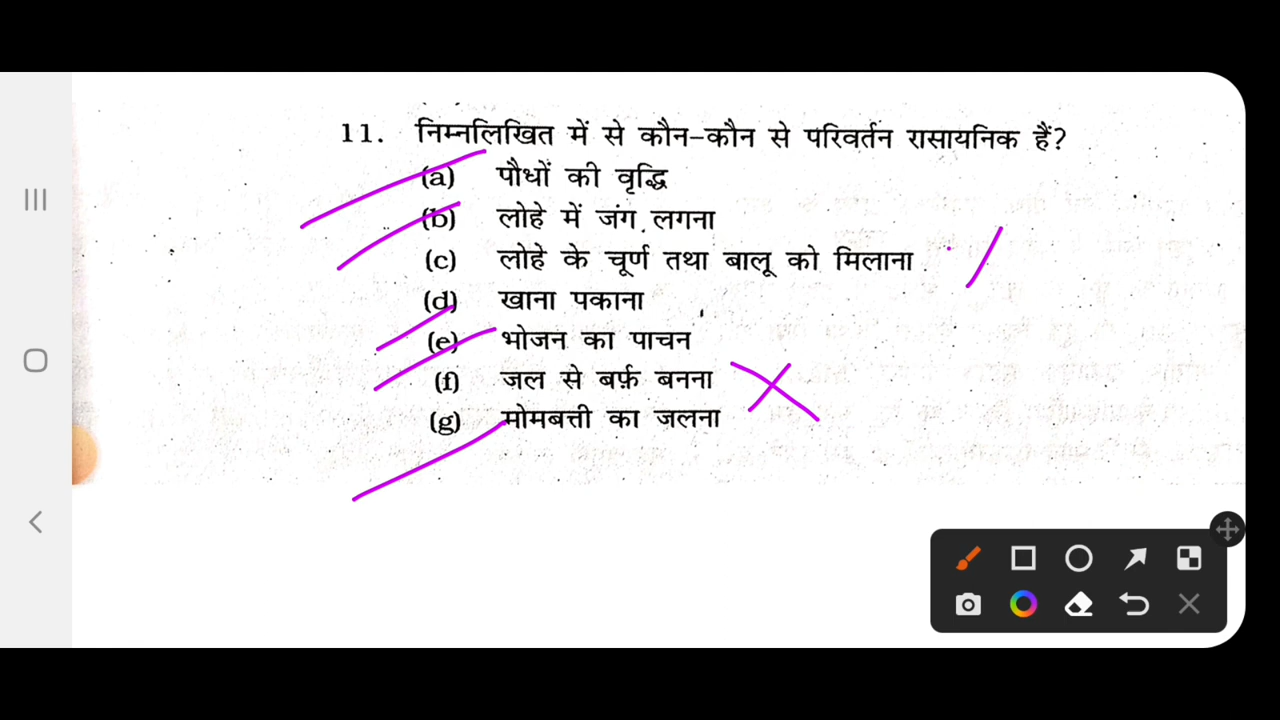 11. निम्नलिखित में से कौन-कौन से परिवर्तन रासायनिक हैं?
(a) पौधों की वृद्धि
(b) लोहे में जंग लगना
(c) लोहे के चूर्ण तथा बालू को मिलाना
(d) खाना पकाना
(e) भोजन का पाचन
(f) जल से बर्फ़ बनना
(g) मोमबत्ती का जलना